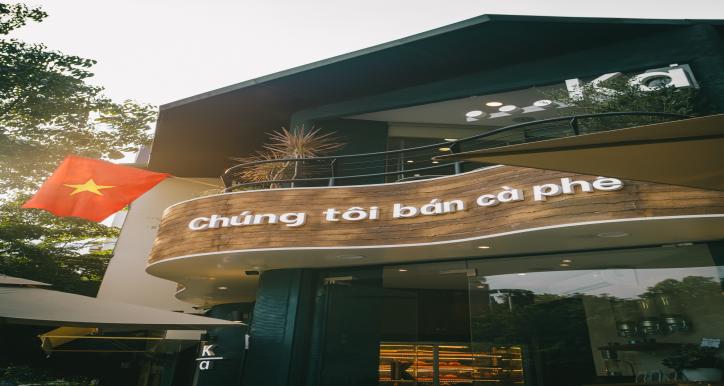 Chúng tôi bán cà phê
K
a